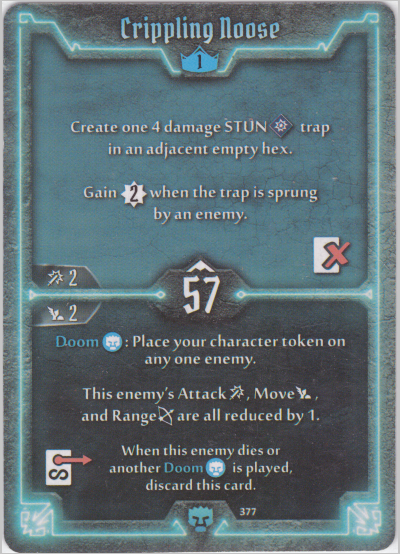 Crippling Noose
1
Create one 4 damage STUN trap
in an adjacent empty hex.
Gain 2 when the trap is sprung
by an enemy.
2
57
2
Doom : Place your character token on
any one enemy.
This enemy's Attack , Move ,
and Range are all reduced by 1.
When this enemy dies or
another Doom is played,
discard this card.
S
377